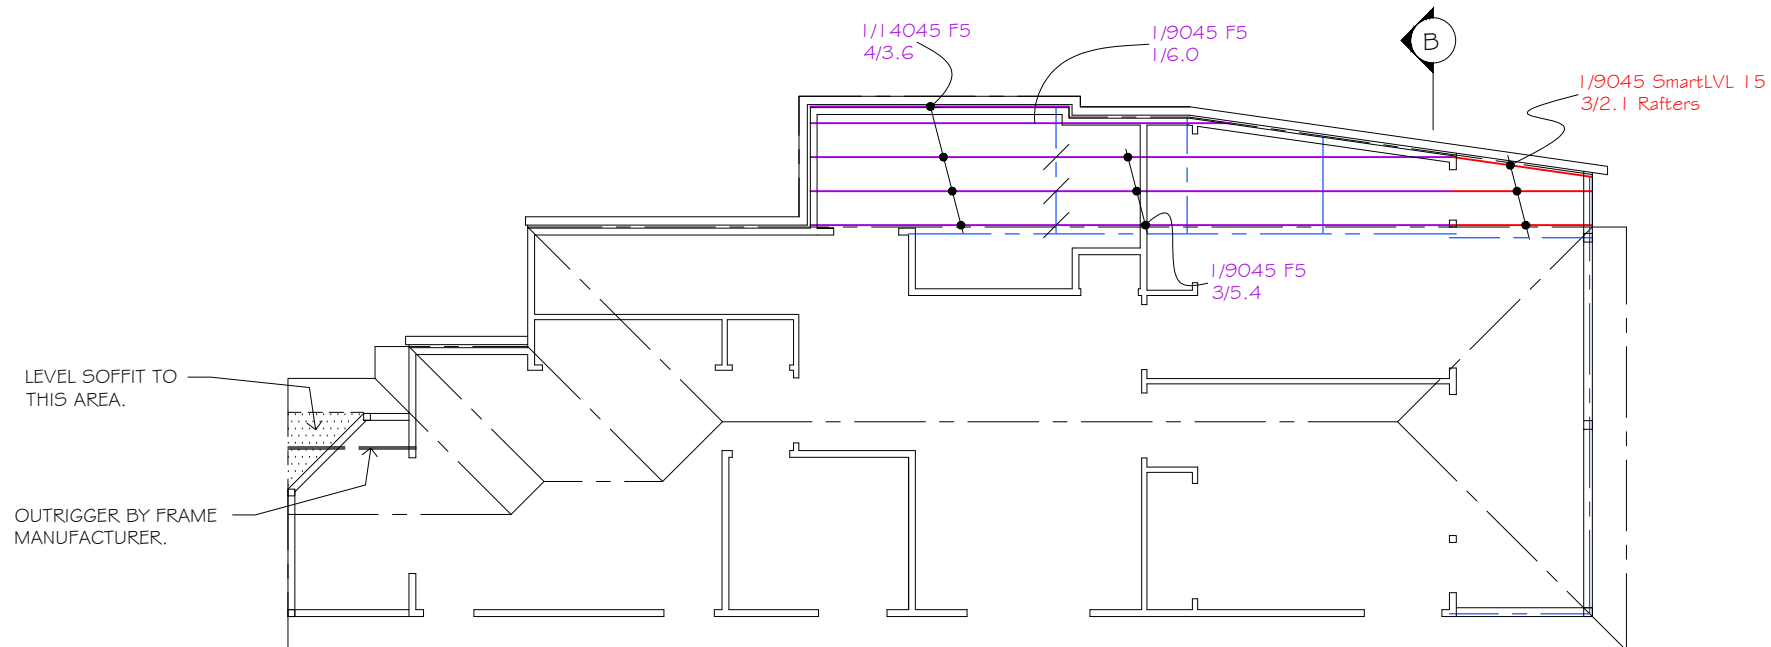 1/14045 F5
4/3.6
1/9045 F5
1/6.0
B
1/9045 SmartLVL 15
3/2.1 Rafters
1/9045 F5
3/5.4
LEVEL SOFFIT TO
THIS AREA.
OUTRIGGER BY FRAME
MANUFACTURER.